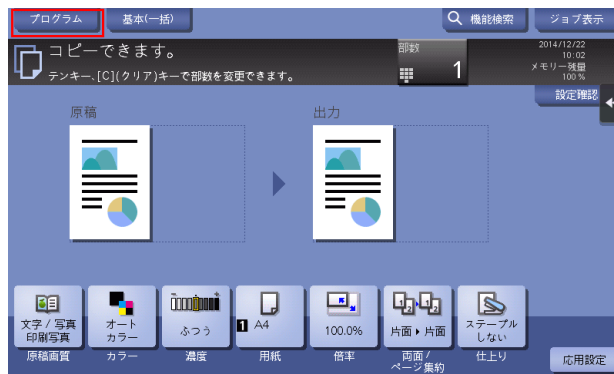 プログラム
基本(一括)
機能検索
ジョブ表示
コピーできます。
テンキー、[C](クリア)キーで部数を変更できます。
部数
1
2014/12/22
10:02
メモリー残量
100 %
設定確認
原稿
出力
文字 / 写真
印刷写真
原稿画質
オート
カラー
カラー
ふつう
濃度
1 A4
用紙
100.0%
倍率
1 2 1 2
片面 ▸ 片面
両面 /
ページ集約
ステープル
しない
仕上り
応用設定